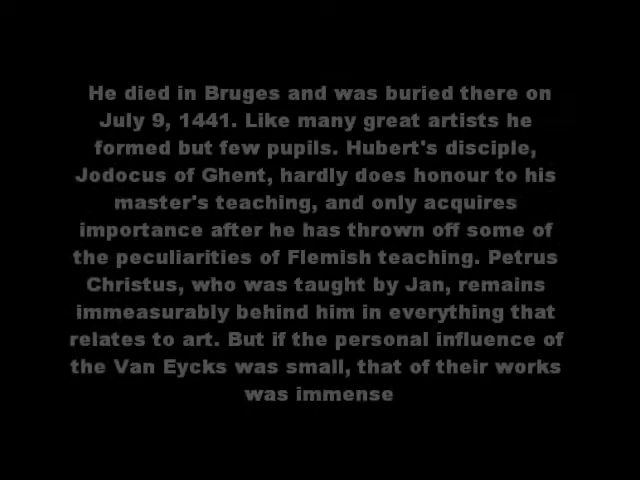 He died in Bruges and was buried there on
July 9, 1441. Like many great artists he
formed but few pupils. Hubert's disciple,
Jodocus of Ghent, hardly does honour to his
master's teaching, and only acquires
importance after he has thrown off some of
the peculiarities of Flemish teaching. Petrus
Christus, who was taught by Jan, remains
immeasurably behind him in everything that
relates to art. But if the personal influence of
the Van Eycks was small, that of their works
was immense